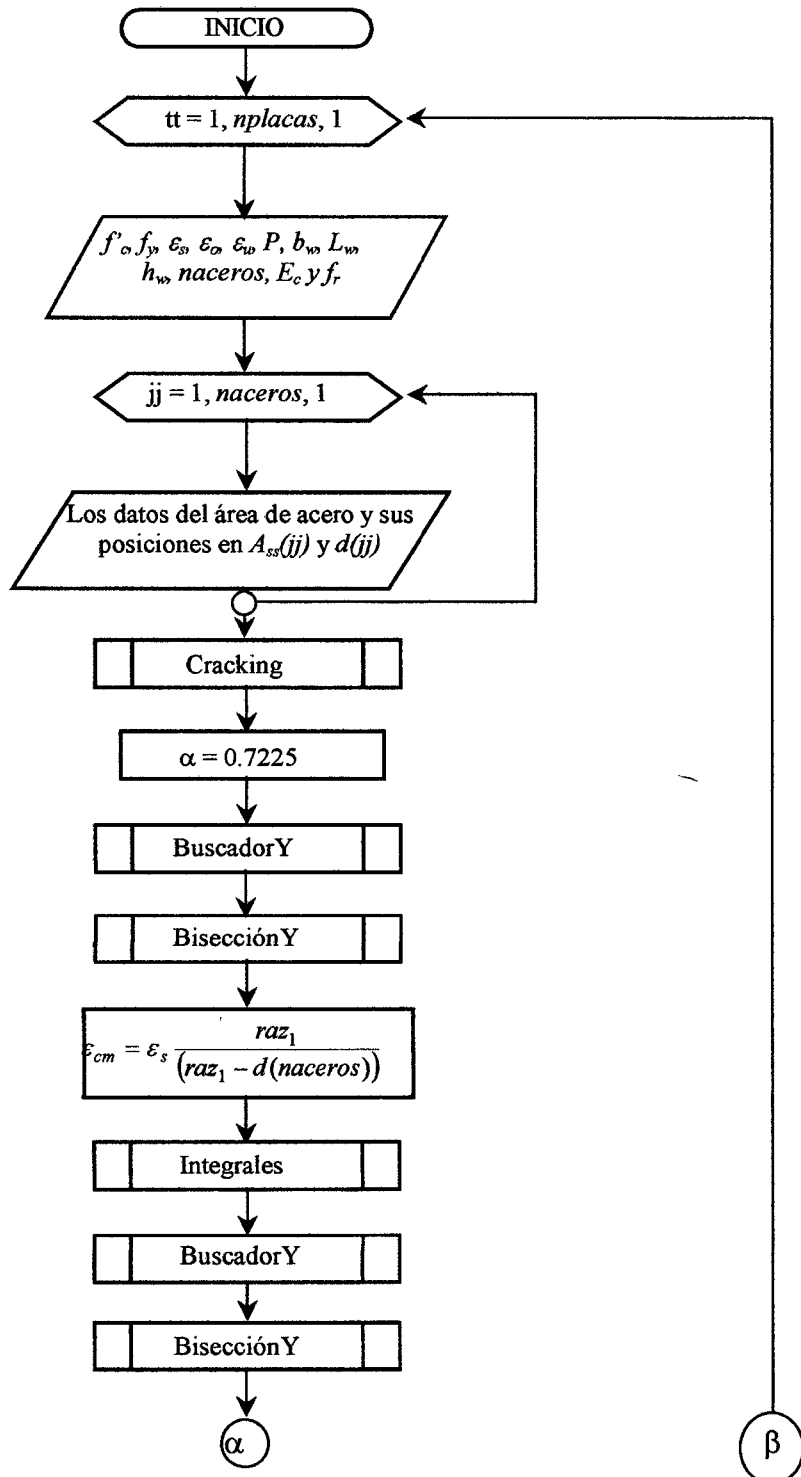 INICIO
tt = 1, nplacas, 1
f'c, fy, εs, εo, εu, P, bw, Lw,
hw, naceros, Ec y fr
jj = 1, naceros, 1
Los datos del área de acero y sus
posiciones en Ass(jj) y d(jj)
Cracking
α = 0.7225
BuscadorY
BisecciónY
εcm = εs raz1 / (raz1 − d(naceros))
Integrales
BuscadorY
BisecciónY
α
β